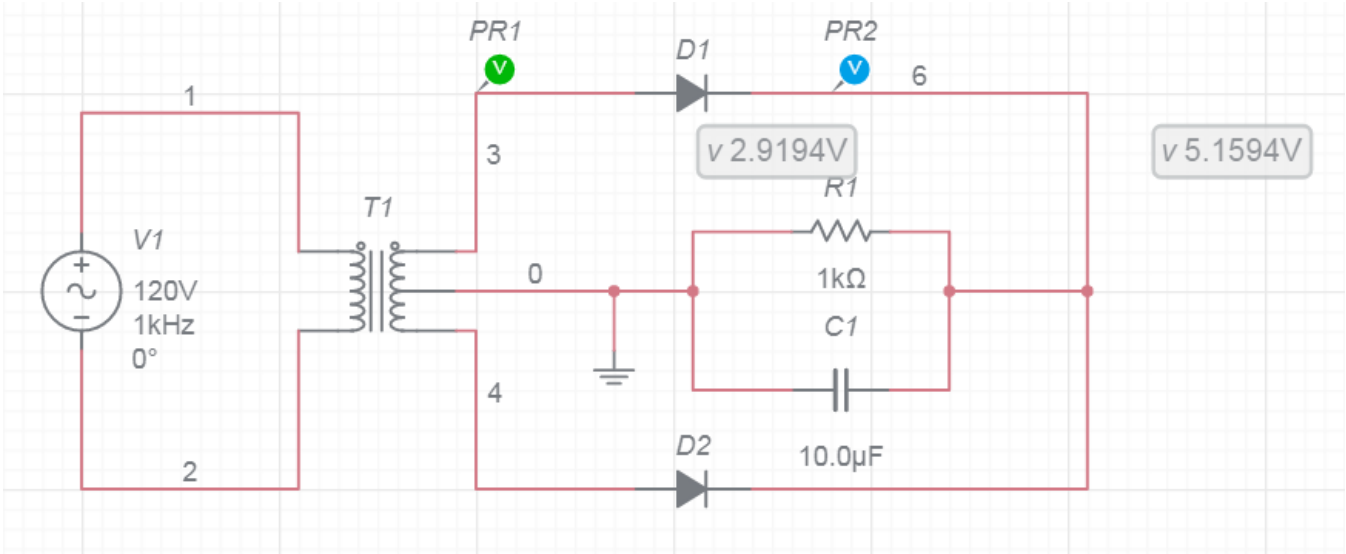 PR1
V
D1
PR2
V
6
1
v 2.9194V
v 5.1594V
3
R1
T1
V1
+
120V
1kHz
0°
0
1kΩ
C1
4
D2
10.0µF
2